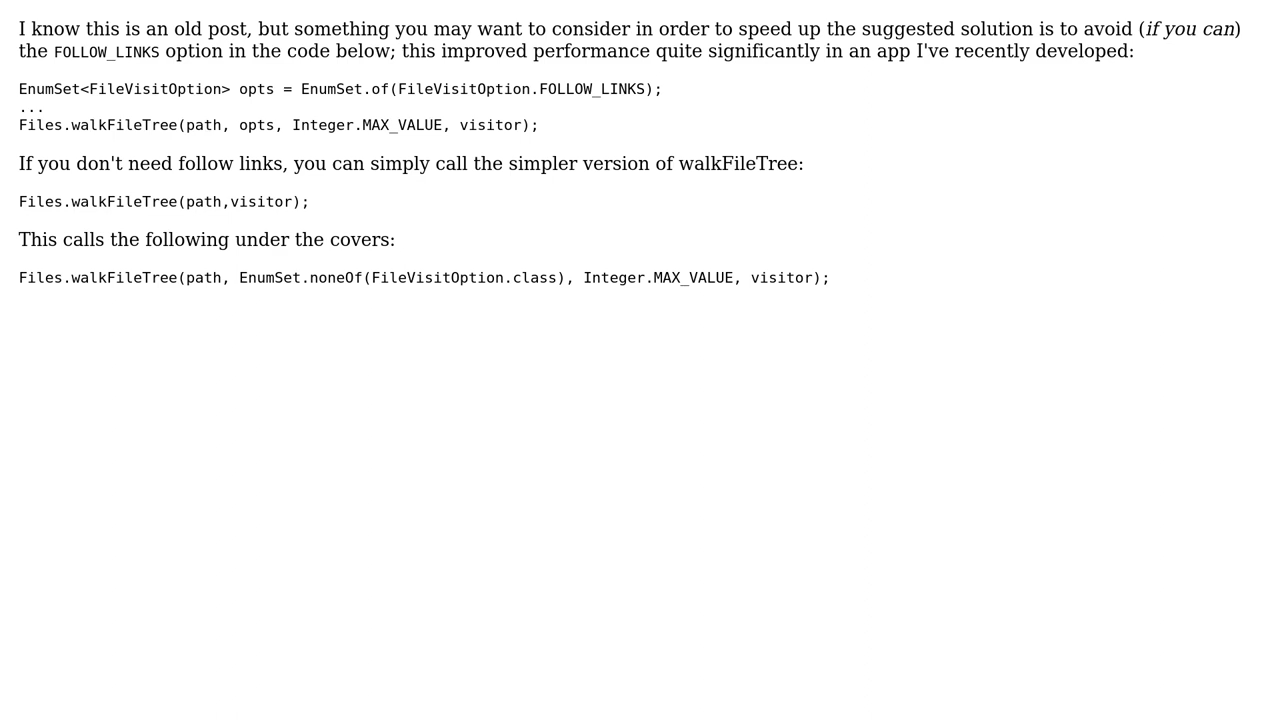 I know this is an old post, but something you may want to consider in order to speed up the suggested solution is to avoid (if you can)
the FOLLOW_LINKS option in the code below; this improved performance quite significantly in an app I've recently developed:
EnumSet<FileVisitOption> opts = EnumSet.of(FileVisitOption.FOLLOW_LINKS);
...
Files.walkFileTree(path, opts, Integer.MAX_VALUE, visitor);
If you don't need follow links, you can simply call the simpler version of walkFileTree:
Files.walkFileTree(path,visitor);
This calls the following under the covers:
Files.walkFileTree(path, EnumSet.noneOf(FileVisitOption.class), Integer.MAX_VALUE, visitor);